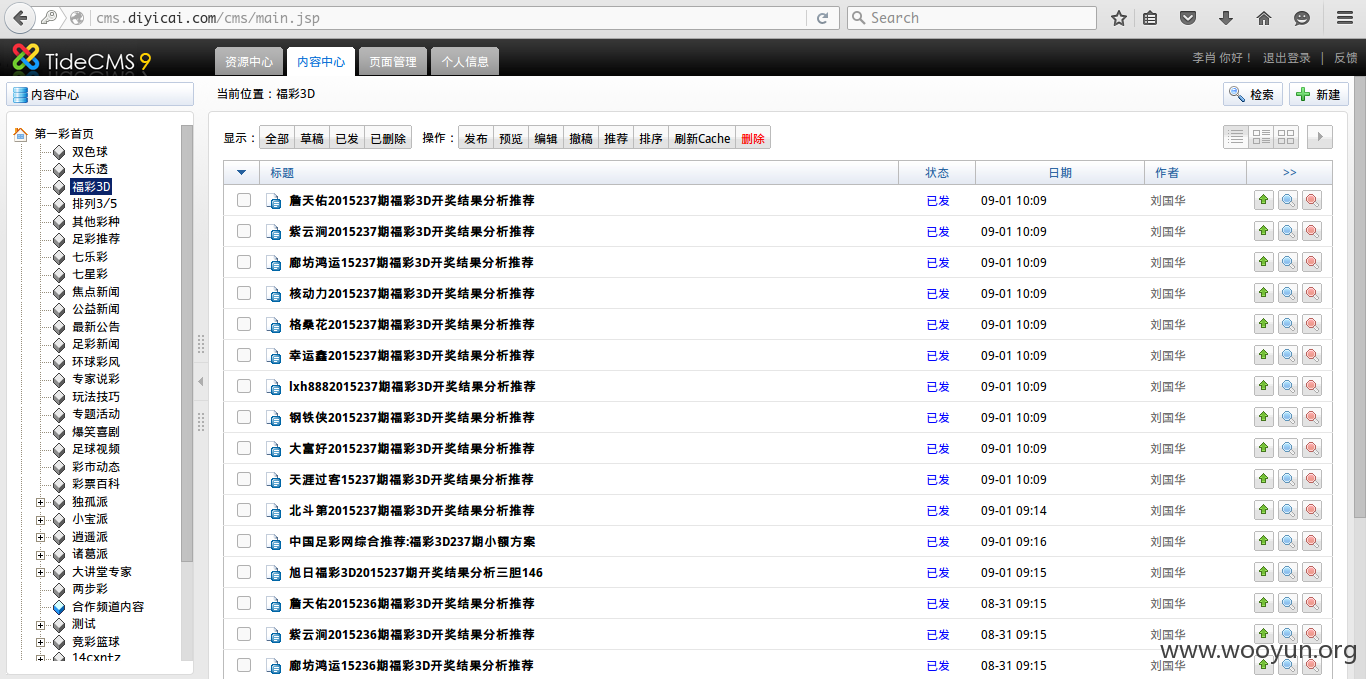 cms.diyicai.com/cms/main.jsp
Search
TideCMS 9
资源中心 内容中心 页面管理 个人信息
李肖 你好！ 退出登录 | 反馈
内容中心
当前位置：福彩3D
检索 新建
第一彩首页
双色球
大乐透
福彩3D
排列3/5
其他彩种
足彩推荐
七乐彩
七星彩
焦点新闻
公益新闻
最新公告
足彩新闻
环球彩风
专家说彩
玩法技巧
专题活动
爆笑喜剧
足球视频
彩市动态
彩票百科
独孤派
小宝派
逍遥派
诸葛派
大讲堂专家
两步彩
合作频道内容
测试
竞彩篮球
14cxntz
显示： 全部 草稿 已发 已删除 操作： 发布 预览 编辑 撤稿 推荐 排序 刷新Cache 删除
标题 状态 日期 作者 >>
詹天佑2015237期福彩3D开奖结果分析推荐 已发 09-01 10:09 刘国华
紫云涧2015237期福彩3D开奖结果分析推荐 已发 09-01 10:09 刘国华
廊坊鸿运15237期福彩3D开奖结果分析推荐 已发 09-01 10:09 刘国华
核动力2015237期福彩3D开奖结果分析推荐 已发 09-01 10:09 刘国华
格桑花2015237期福彩3D开奖结果分析推荐 已发 09-01 10:09 刘国华
幸运鑫2015237期福彩3D开奖结果分析推荐 已发 09-01 10:09 刘国华
lxh8882015237期福彩3D开奖结果分析推荐 已发 09-01 10:09 刘国华
钢铁侠2015237期福彩3D开奖结果分析推荐 已发 09-01 10:09 刘国华
大富好2015237期福彩3D开奖结果分析推荐 已发 09-01 10:09 刘国华
天涯过客15237期福彩3D开奖结果分析推荐 已发 09-01 10:09 刘国华
北斗第2015237期福彩3D开奖结果分析推荐 已发 09-01 09:14 刘国华
中国足彩网综合推荐:福彩3D237期小额方案 已发 09-01 09:16 刘国华
旭日福彩3D2015237期开奖结果分析三胆146 已发 09-01 09:15 刘国华
詹天佑2015236期福彩3D开奖结果分析推荐 已发 08-31 09:15 刘国华
紫云涧2015236期福彩3D开奖结果分析推荐 已发 08-31 09:15 刘国华
廊坊鸿运15236期福彩3D开奖结果分析推荐 已发 08-31 09:15 刘国华
www.wooyun.org